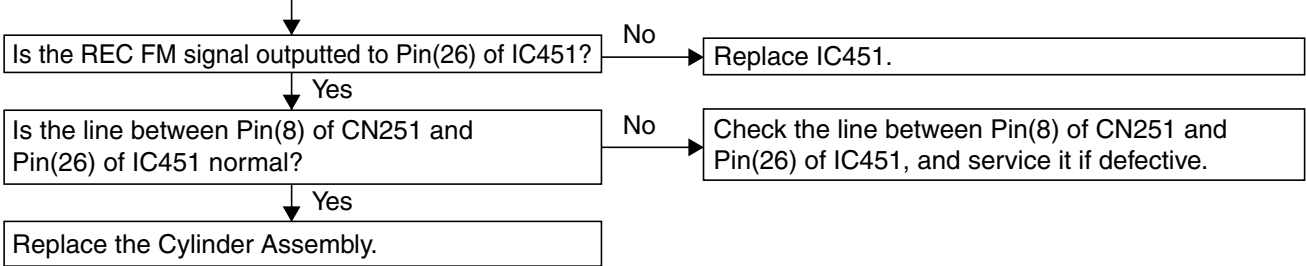 Is the REC FM signal outputted to Pin(26) of IC451?
No
Replace IC451.
Yes
Is the line between Pin(8) of CN251 and
Pin(26) of IC451 normal?
No
Check the line between Pin(8) of CN251 and
Pin(26) of IC451, and service it if defective.
Yes
Replace the Cylinder Assembly.